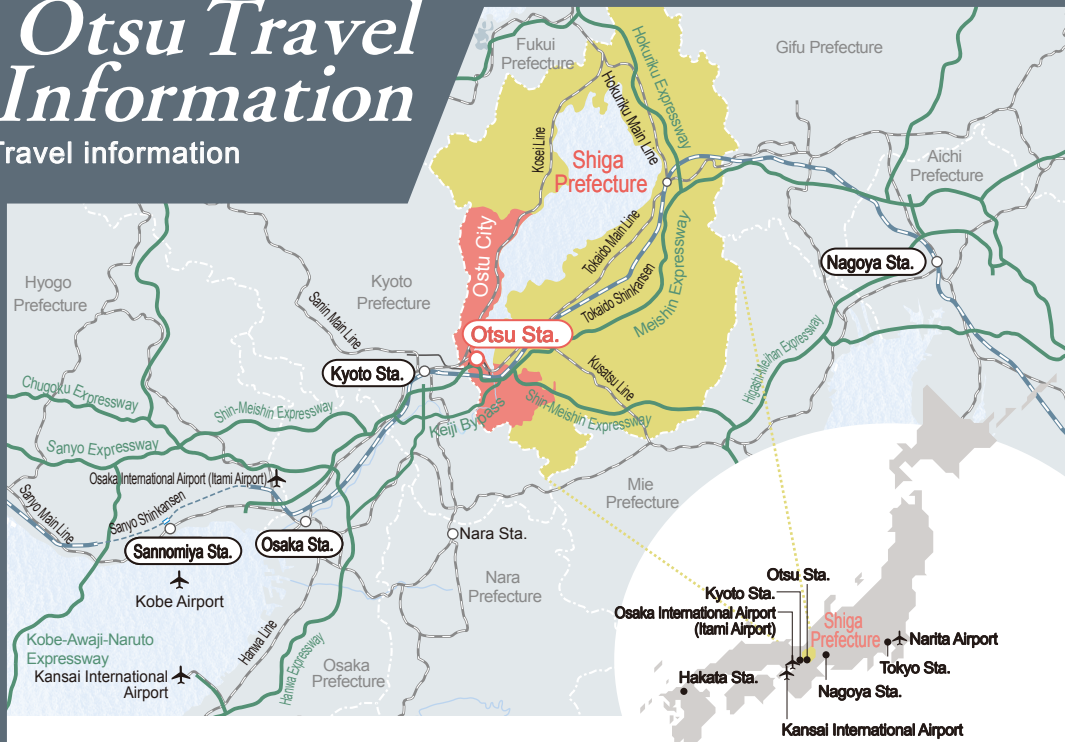 Otsu Travel
Information
Travel information
Fukui
Prefecture
Gifu Prefecture
Hokuriku Expressway
Hokuriku Main Line
Kosei Line
Shiga
Prefecture
Aichi
Prefecture
Ostu City
Tokaido Main Line
Tokaido Shinkansen
Meishin Expressway
Nagoya Sta.
Hyogo
Prefecture
Kyoto
Prefecture
Sanin Main Line
Otsu Sta.
Kyoto Sta.
Kusatsu Line
Higashi-Meihan Expressway
Chugoku Expressway
Shin-Meishin Expressway
Keiji Bypass
Shin-Meishin Expressway
Sanyo Expressway
Osaka International Airport (Itami Airport)
Sanyo Main Line
Sanyo Shinkansen
Sannomiya Sta.
Osaka Sta.
Nara Sta.
Mie
Prefecture
Kobe Airport
Nara
Prefecture
Kobe-Awaji-Naruto
Expressway
Kansai International
Airport
Hanwa Line
Hanwa Expressway
Osaka
Prefecture
Otsu Sta.
Kyoto Sta.
Osaka International Airport
(Itami Airport)
Shiga
Prefecture
Narita Airport
Tokyo Sta.
Hakata Sta.
Nagoya Sta.
Kansai International Airport